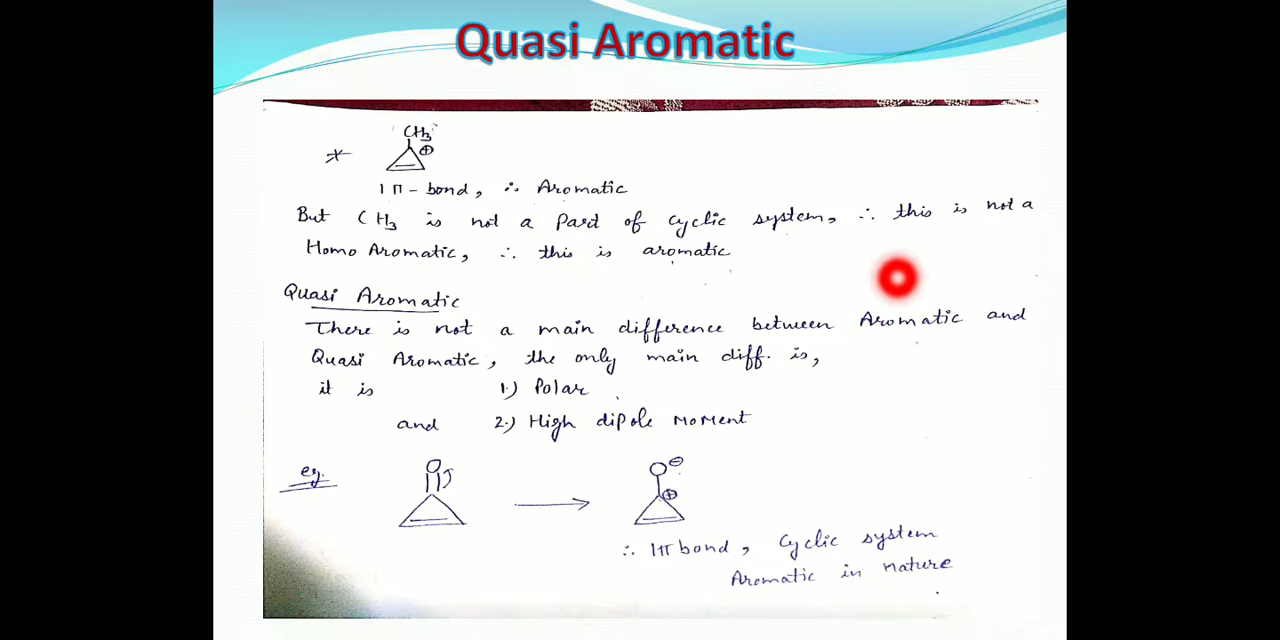 Quasi Aromatic
CH3
* ⊕
1 π-bond, ∴ Aromatic
But CH3 is not a part of cyclic system, ∴ this is not a
Homo Aromatic, ∴ this is aromatic
Quasi Aromatic
There is not a main difference between Aromatic and
Quasi Aromatic, the only main diff. is,
it is 1.) Polar
and 2.) High dipole Moment
eg. O → O⊖
⊕
∴ 1π bond, cyclic system
Aromatic in nature